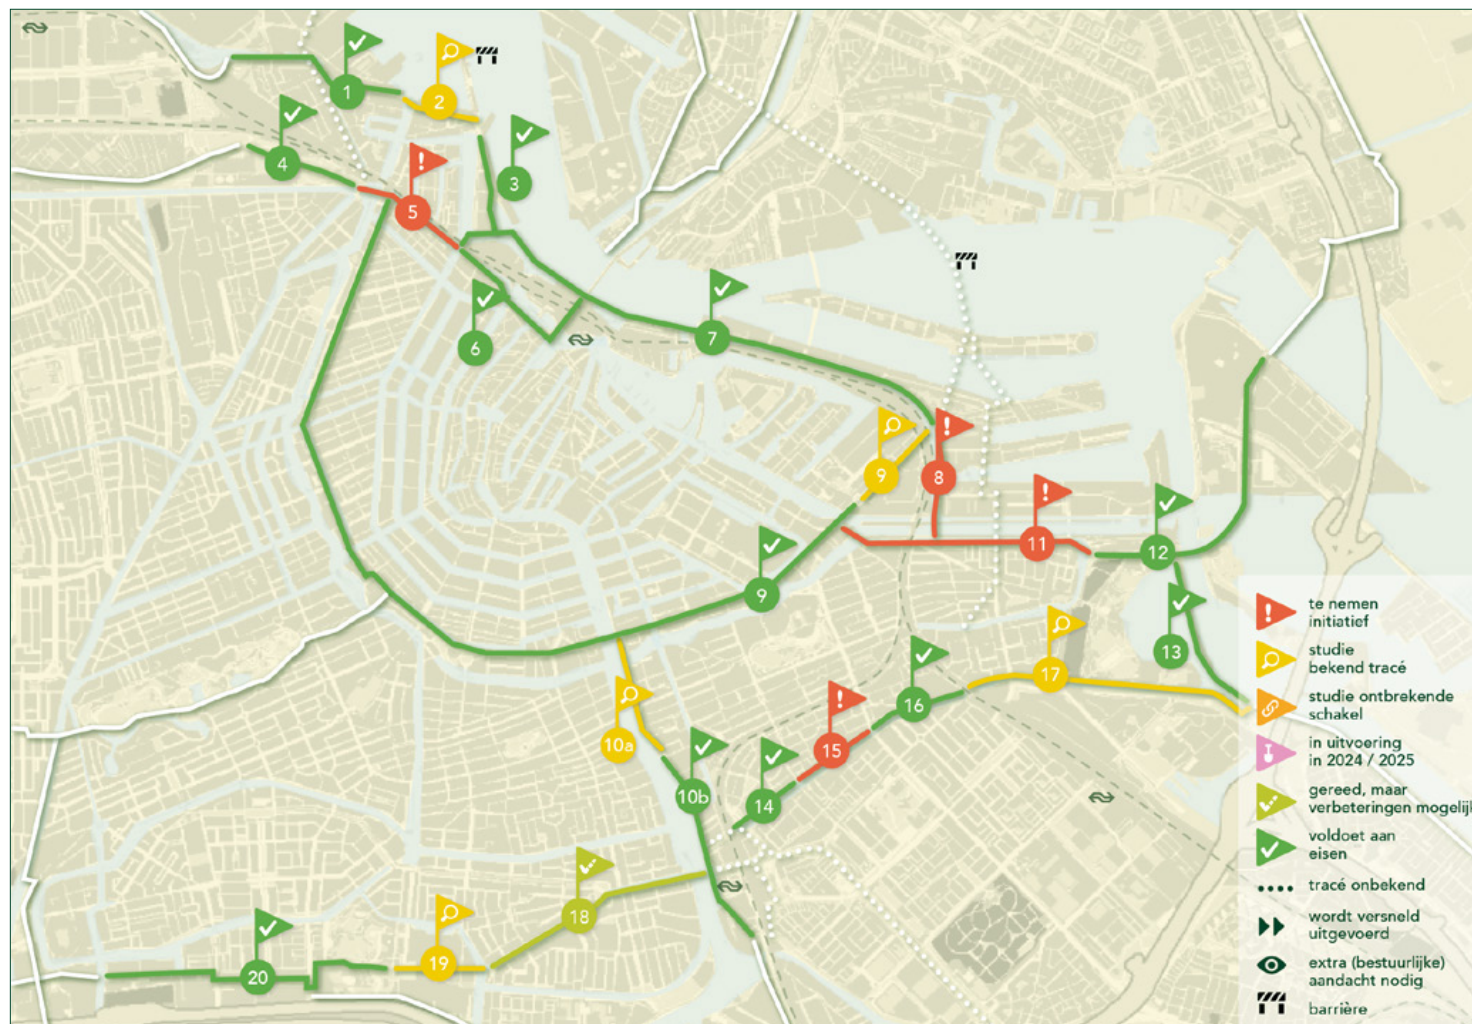 1
2
3
4
5
6
7
8
9
9
10a
10b
11
12
13
14
15
16
17
18
19
20
te nemen
initiatief
studie
bekend tracé
studie ontbrekende
schakel
in uitvoering
in 2024 / 2025
gereed, maar
verbeteringen mogelijk
voldoet aan
eisen
tracé onbekend
wordt versneld
uitgevoerd
extra (bestuurlijke)
aandacht nodig
barrière